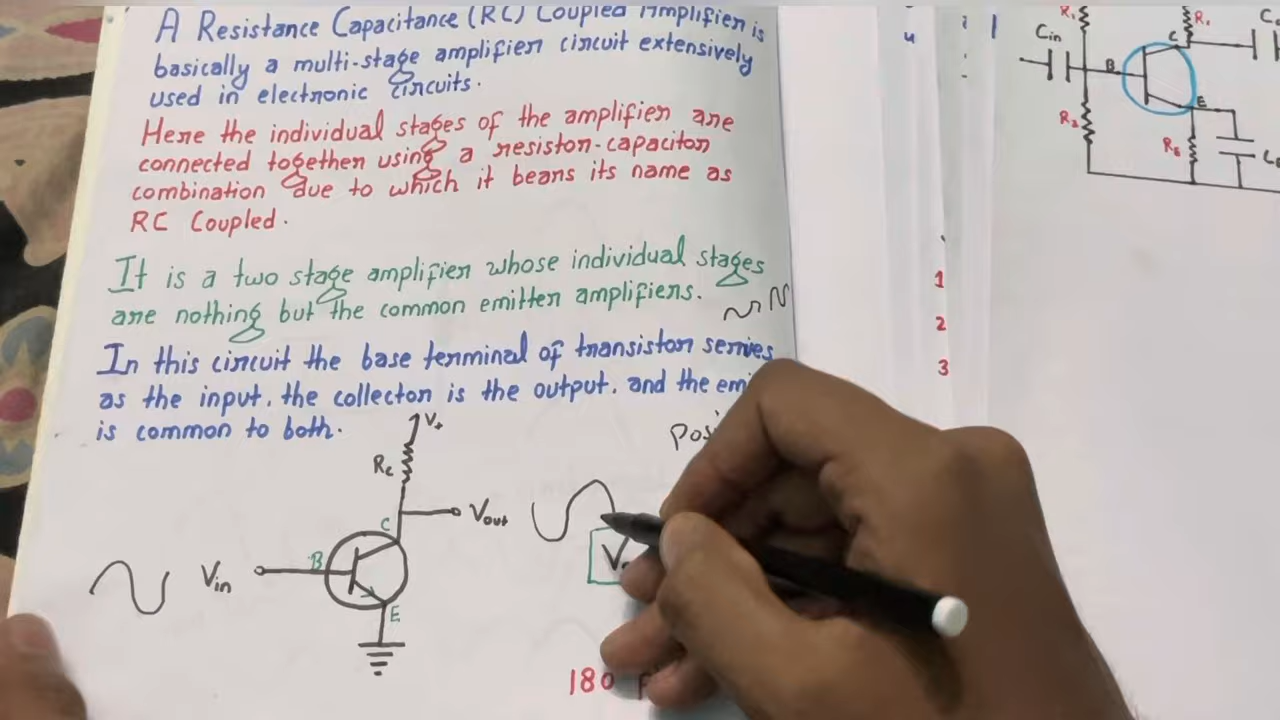 A Resistance Capacitance (RC) Coupled Amplifier is
basically a multi-stage amplifier circuit extensively
used in electronic circuits.
Here the individual stages of the amplifier are
connected together using a resistor-capacitor
combination due to which it bears its name as
RC Coupled.
It is a two stage amplifier whose individual stages
are nothing but the common emitter amplifiers.
In this circuit the base terminal of transistor serries
as the input, the collector is the output, and the
is common to both.
V+
Rc
C
Vout
B
Vin
E
180
Cin
R1
C
B
E
R2
RE
1
2
3